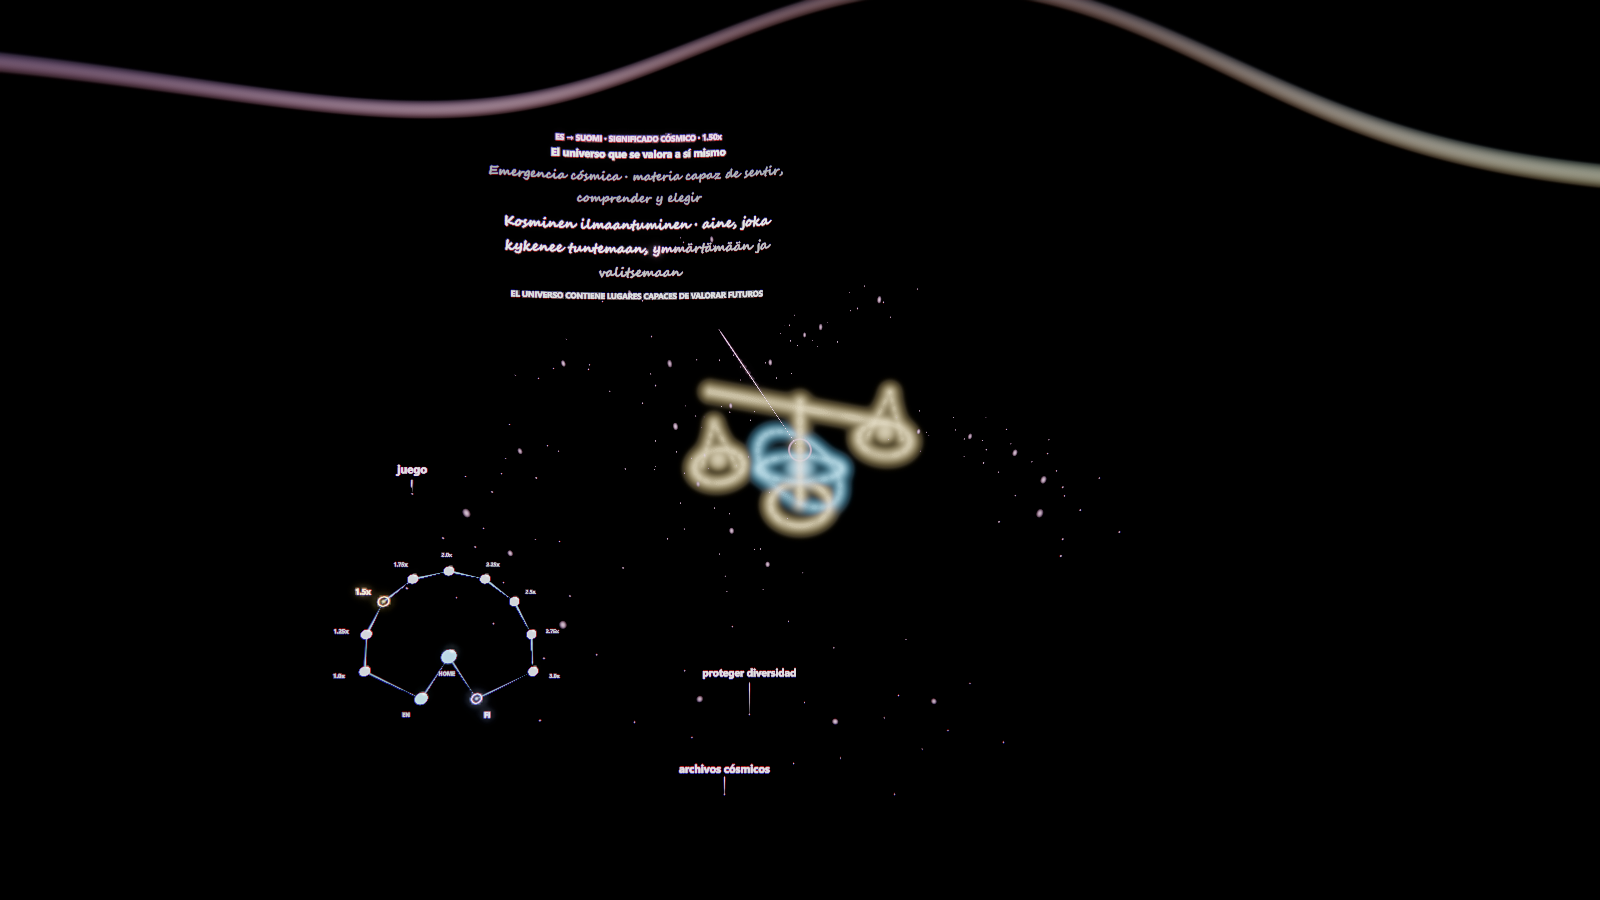 ES → SUOMI · SIGNIFICADO CÓSMICO · 1.50x
El universo que se valora a sí mismo
Emergencia cósmica · materia capaz de sentir,
comprender y elegir
Kosminen ilmaantuminen · aine, joka
kykenee tuntemaan, ymmärtämään ja
valitsemaan
EL UNIVERSO CONTIENE LUGARES CAPACES DE VALORAR FUTUROS
juego
2.0x
1.75x
2.25x
1.5x
2.5x
1.25x
2.75x
HOME
1.0x
3.0x
EN
FI
proteger diversidad
archivos cósmicos